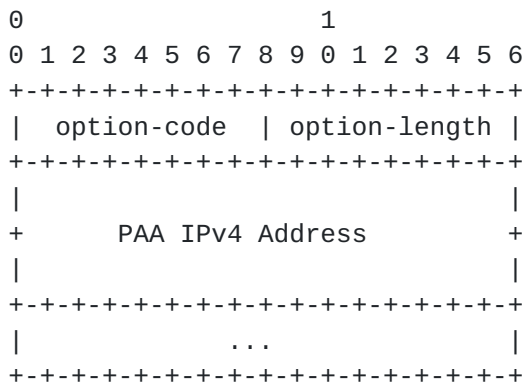 0                   1
0 1 2 3 4 5 6 7 8 9 0 1 2 3 4 5 6
+-+-+-+-+-+-+-+-+-+-+-+-+-+-+-+-+
|  option-code  | option-length |
+-+-+-+-+-+-+-+-+-+-+-+-+-+-+-+-+
|                               |
+      PAA IPv4 Address         +
|                               |
+-+-+-+-+-+-+-+-+-+-+-+-+-+-+-+-+
|             ...               |
+-+-+-+-+-+-+-+-+-+-+-+-+-+-+-+-+